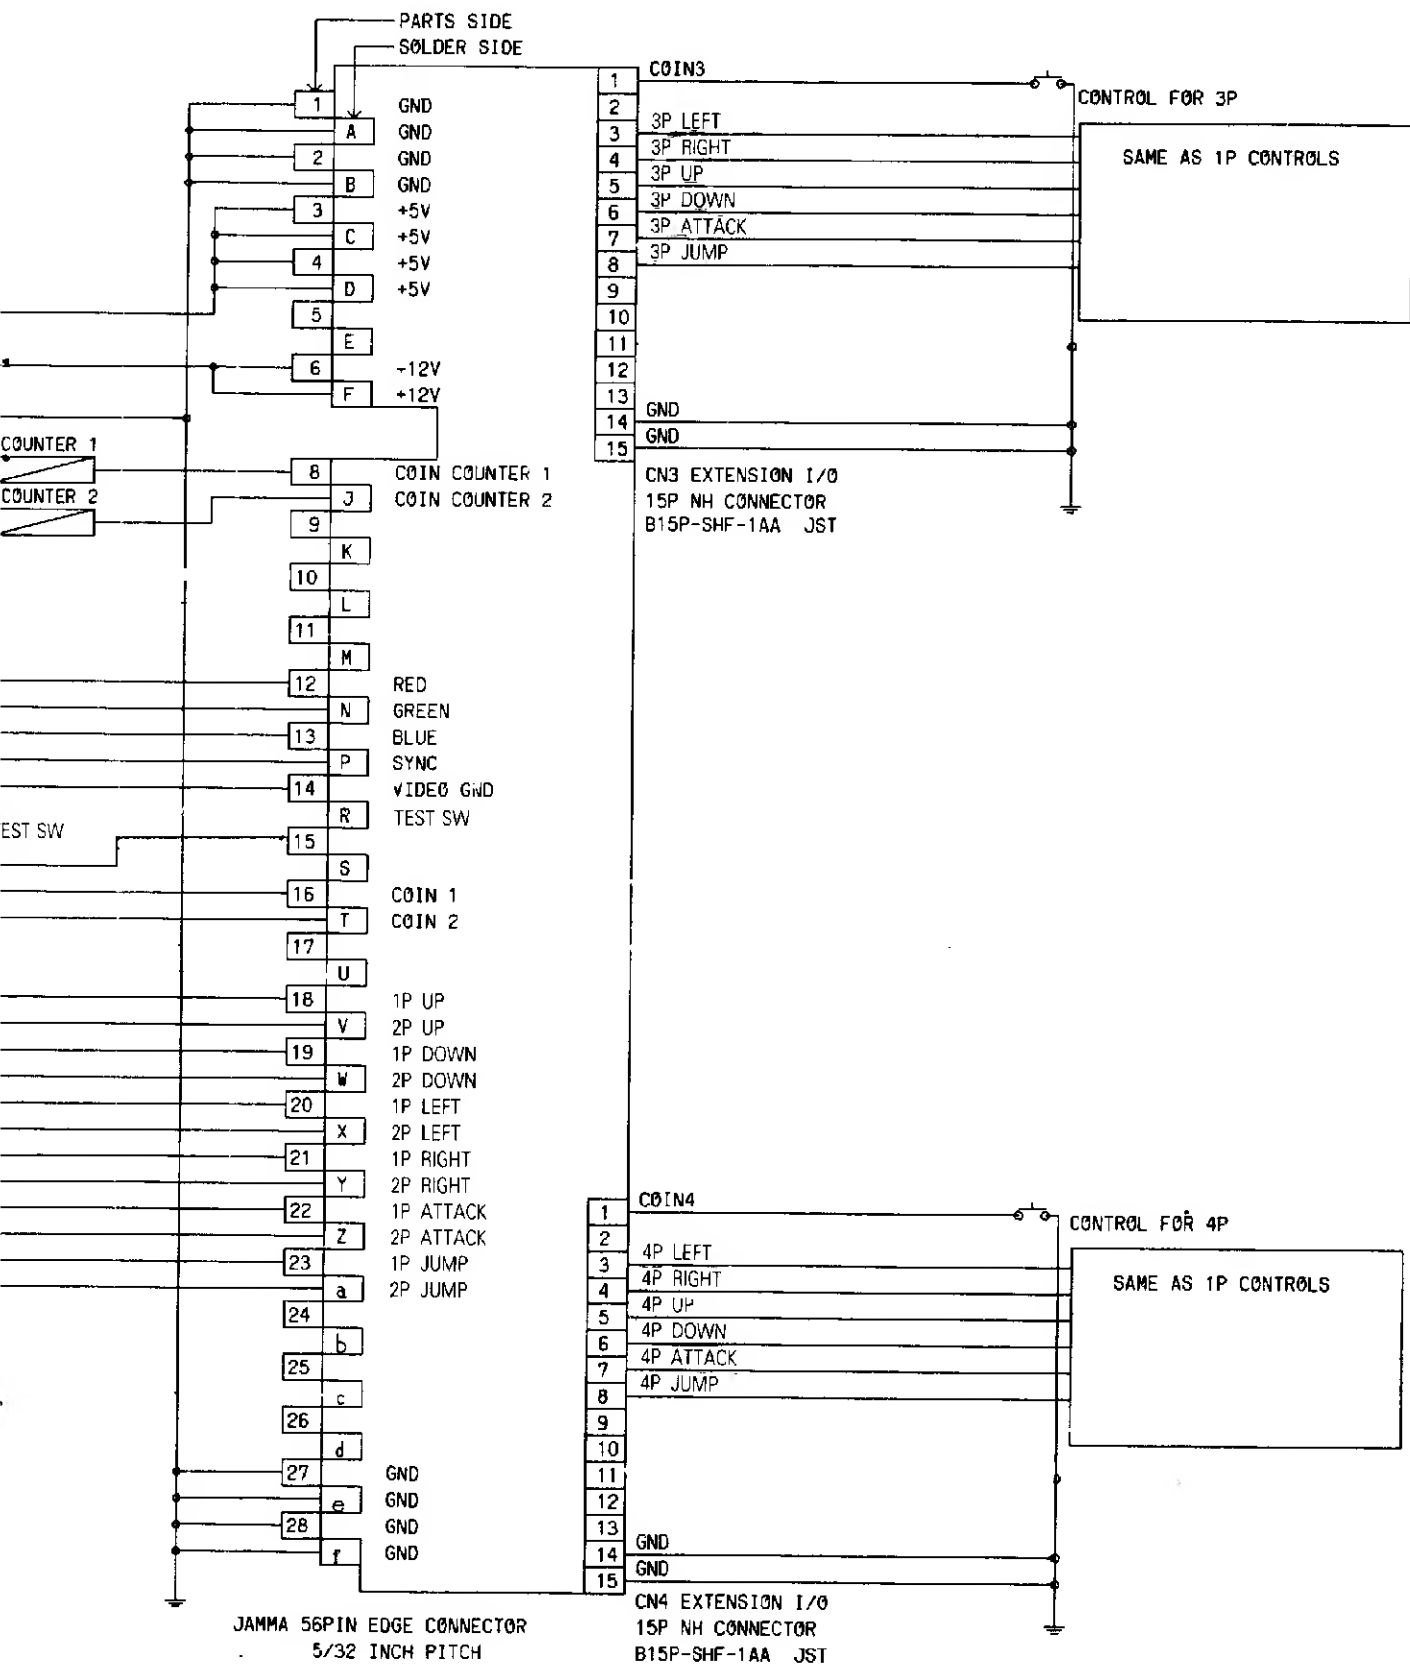 PARTS SIDE
SOLDER SIDE
1 GND
A GND
2 GND
B GND
3 +5V
C +5V
4 +5V
D +5V
5
E
6 +12V
F +12V
COUNTER 1
8 COIN COUNTER 1
COUNTER 2
J COIN COUNTER 2
9
K
10
L
11
M
12 RED
N GREEN
13 BLUE
P SYNC
14 VIDEO GND
R TEST SW
EST SW
15
S
16 COIN 1
T COIN 2
17
U
18 1P UP
V 2P UP
19 1P DOWN
W 2P DOWN
20 1P LEFT
X 2P LEFT
21 1P RIGHT
Y 2P RIGHT
22 1P ATTACK
Z 2P ATTACK
23 1P JUMP
a 2P JUMP
24
b
25
c
26
d
27 GND
e GND
28 GND
f GND
JAMMA 56PIN EDGE CONNECTOR
5/32 INCH PITCH
1 COIN3
2
3 3P LEFT
4 3P RIGHT
5 3P UP
6 3P DOWN
7 3P ATTACK
8 3P JUMP
9
10
11
12
13
14 GND
15 GND
CN3 EXTENSION I/O
15P NH CONNECTOR
B15P-SHF-1AA JST
CONTROL FOR 3P
SAME AS 1P CONTROLS
1 COIN4
2
3 4P LEFT
4 4P RIGHT
5 4P UP
6 4P DOWN
7 4P ATTACK
8 4P JUMP
9
10
11
12
13
14 GND
15 GND
CN4 EXTENSION I/O
15P NH CONNECTOR
B15P-SHF-1AA JST
CONTROL FOR 4P
SAME AS 1P CONTROLS